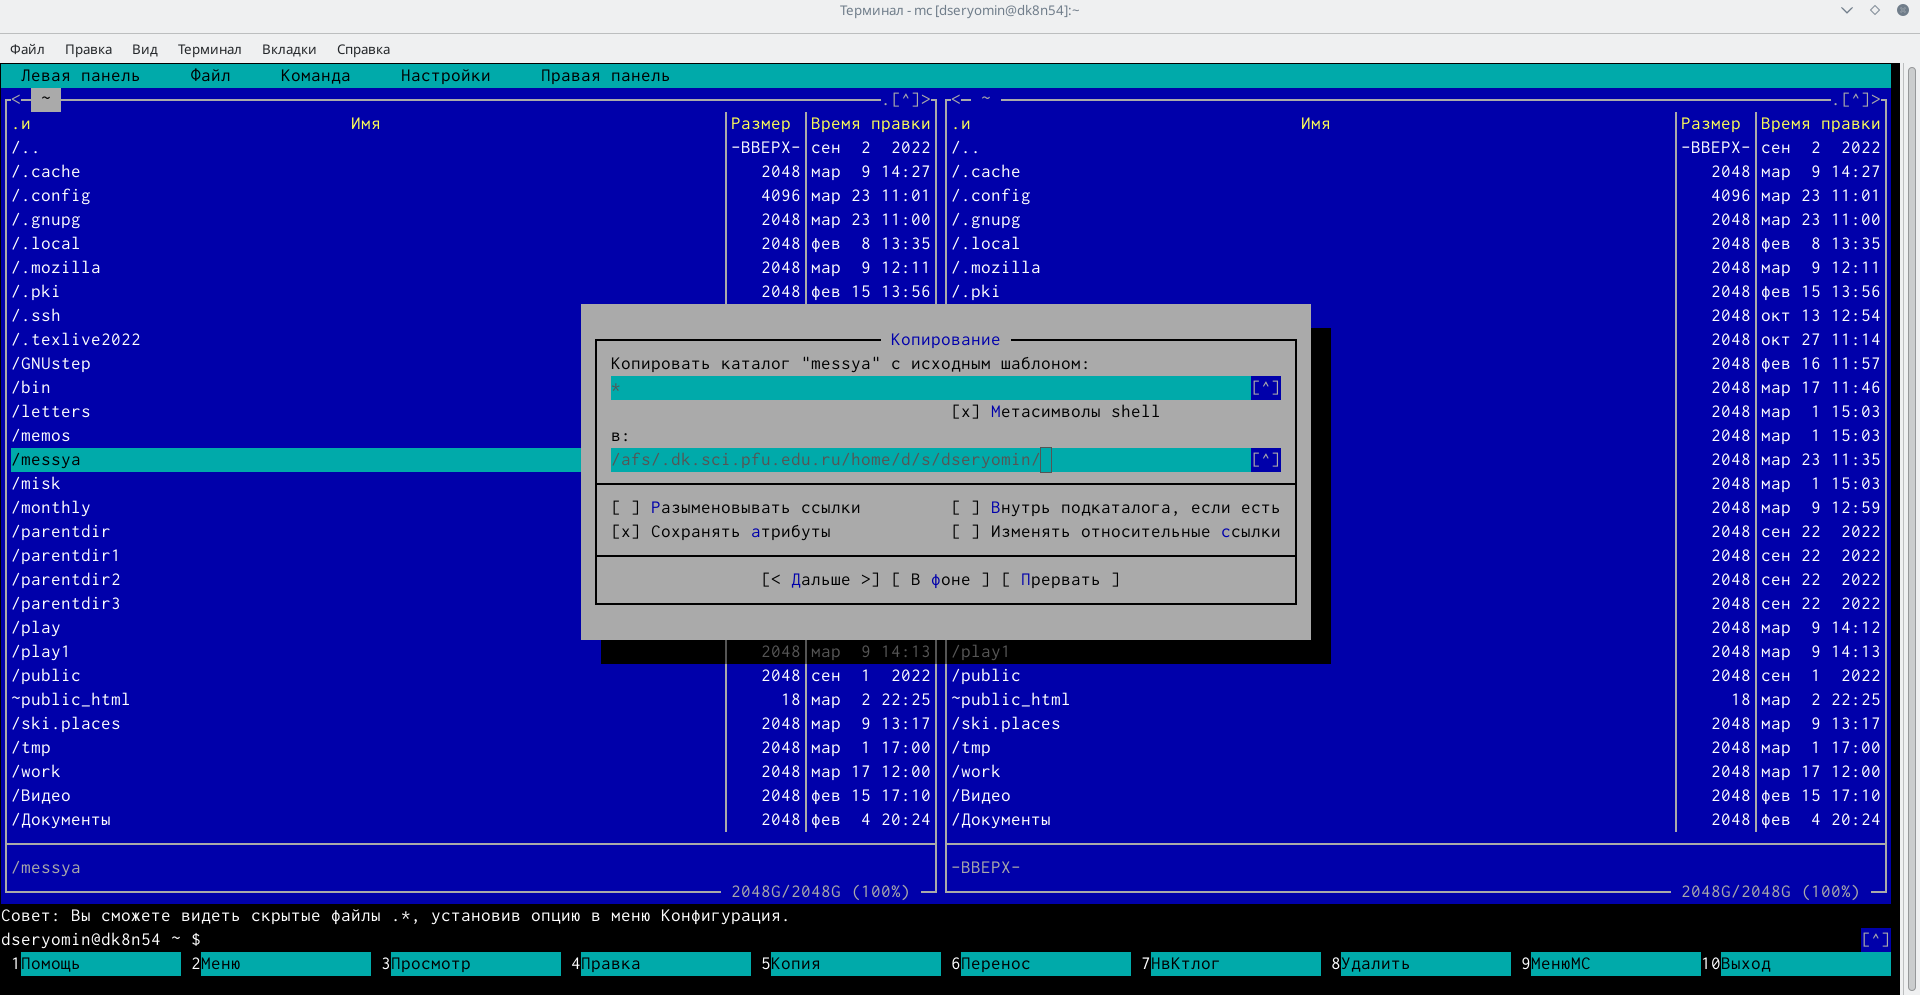 Терминал - mc [dseryomin@dk8n54]:~
Файл Правка Вид Терминал Вкладки Справка
Левая панель Файл Команда Настройки Правая панель
<─ ~ .[^]> <─ ~ .[^]>
.и Имя Размер Время правки .и Имя Размер Время правки
/.. -ВВЕРХ- сен 2 2022 /.. -ВВЕРХ- сен 2 2022
/.cache 2048 мар 9 14:27 /.cache 2048 мар 9 14:27
/.config 4096 мар 23 11:01 /.config 4096 мар 23 11:01
/.gnupg 2048 мар 23 11:00 /.gnupg 2048 мар 23 11:00
/.local 2048 фев 8 13:35 /.local 2048 фев 8 13:35
/.mozilla 2048 мар 9 12:11 /.mozilla 2048 мар 9 12:11
/.pki 2048 фев 15 13:56 /.pki 2048 фев 15 13:56
/.ssh 2048 окт 13 12:54
/.texlive2022 Копирование 2048 окт 27 11:14
/GNUstep Копировать каталог "messya" с исходным шаблоном: 2048 фев 16 11:57
/bin * [^] 2048 мар 17 11:46
/letters [x] Метасимволы shell 2048 мар 1 15:03
/memos в: 2048 мар 1 15:03
/messya /afs/.dk.sci.pfu.edu.ru/home/d/s/dseryomin/ [^] 2048 мар 23 11:35
/misk 2048 мар 1 15:03
/monthly [ ] Разыменовывать ссылки [ ] Внутрь подкаталога, если есть 2048 мар 9 12:59
/parentdir [x] Сохранять атрибуты [ ] Изменять относительные ссылки 2048 сен 22 2022
/parentdir1 2048 сен 22 2022
/parentdir2 [< Дальше >] [ В фоне ] [ Прервать ] 2048 сен 22 2022
/parentdir3 2048 сен 22 2022
/play 2048 мар 9 14:12
/play1 2048 мар 9 14:13 /play1 2048 мар 9 14:13
/public 2048 сен 1 2022 /public 2048 сен 1 2022
~public_html 18 мар 2 22:25 ~public_html 18 мар 2 22:25
/ski.places 2048 мар 9 13:17 /ski.places 2048 мар 9 13:17
/tmp 2048 мар 1 17:00 /tmp 2048 мар 1 17:00
/work 2048 мар 17 12:00 /work 2048 мар 17 12:00
/Видео 2048 фев 15 17:10 /Видео 2048 фев 15 17:10
/Документы 2048 фев 4 20:24 /Документы 2048 фев 4 20:24
/messya -ВВЕРХ-
2048G/2048G (100%) 2048G/2048G (100%)
Совет: Вы сможете видеть скрытые файлы .*, установив опцию в меню Конфигурация.
dseryomin@dk8n54 ~ $ [^]
1Помощь 2Меню 3Просмотр 4Правка 5Копия 6Перенос 7НвКтлог 8Удалить 9МенюМС 10Выход